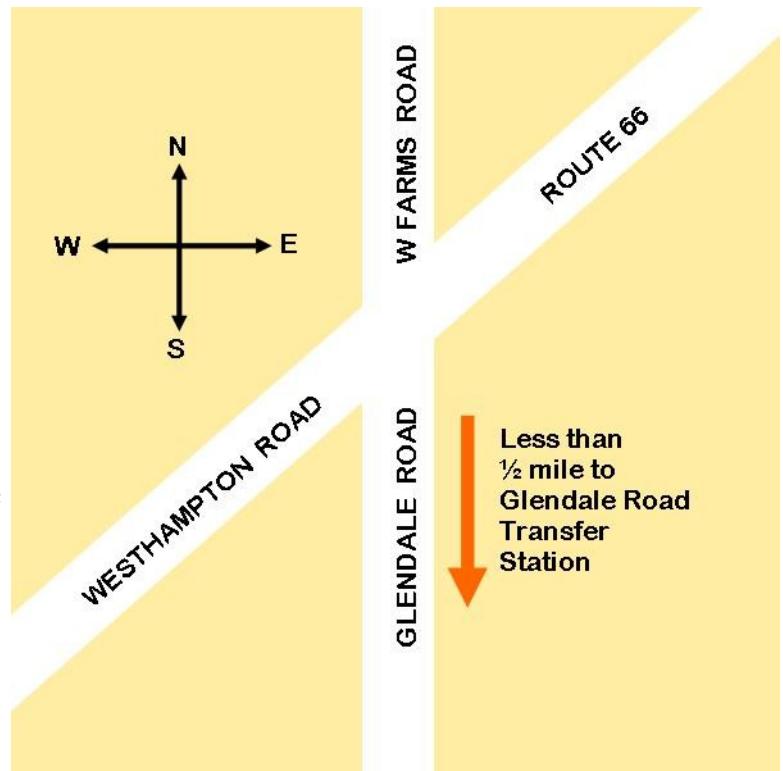 W FARMS ROAD
ROUTE 66
N
W
E
S
WESTHAMPTON ROAD
GLENDALE ROAD
Less than
½ mile to
Glendale Road
Transfer
Station